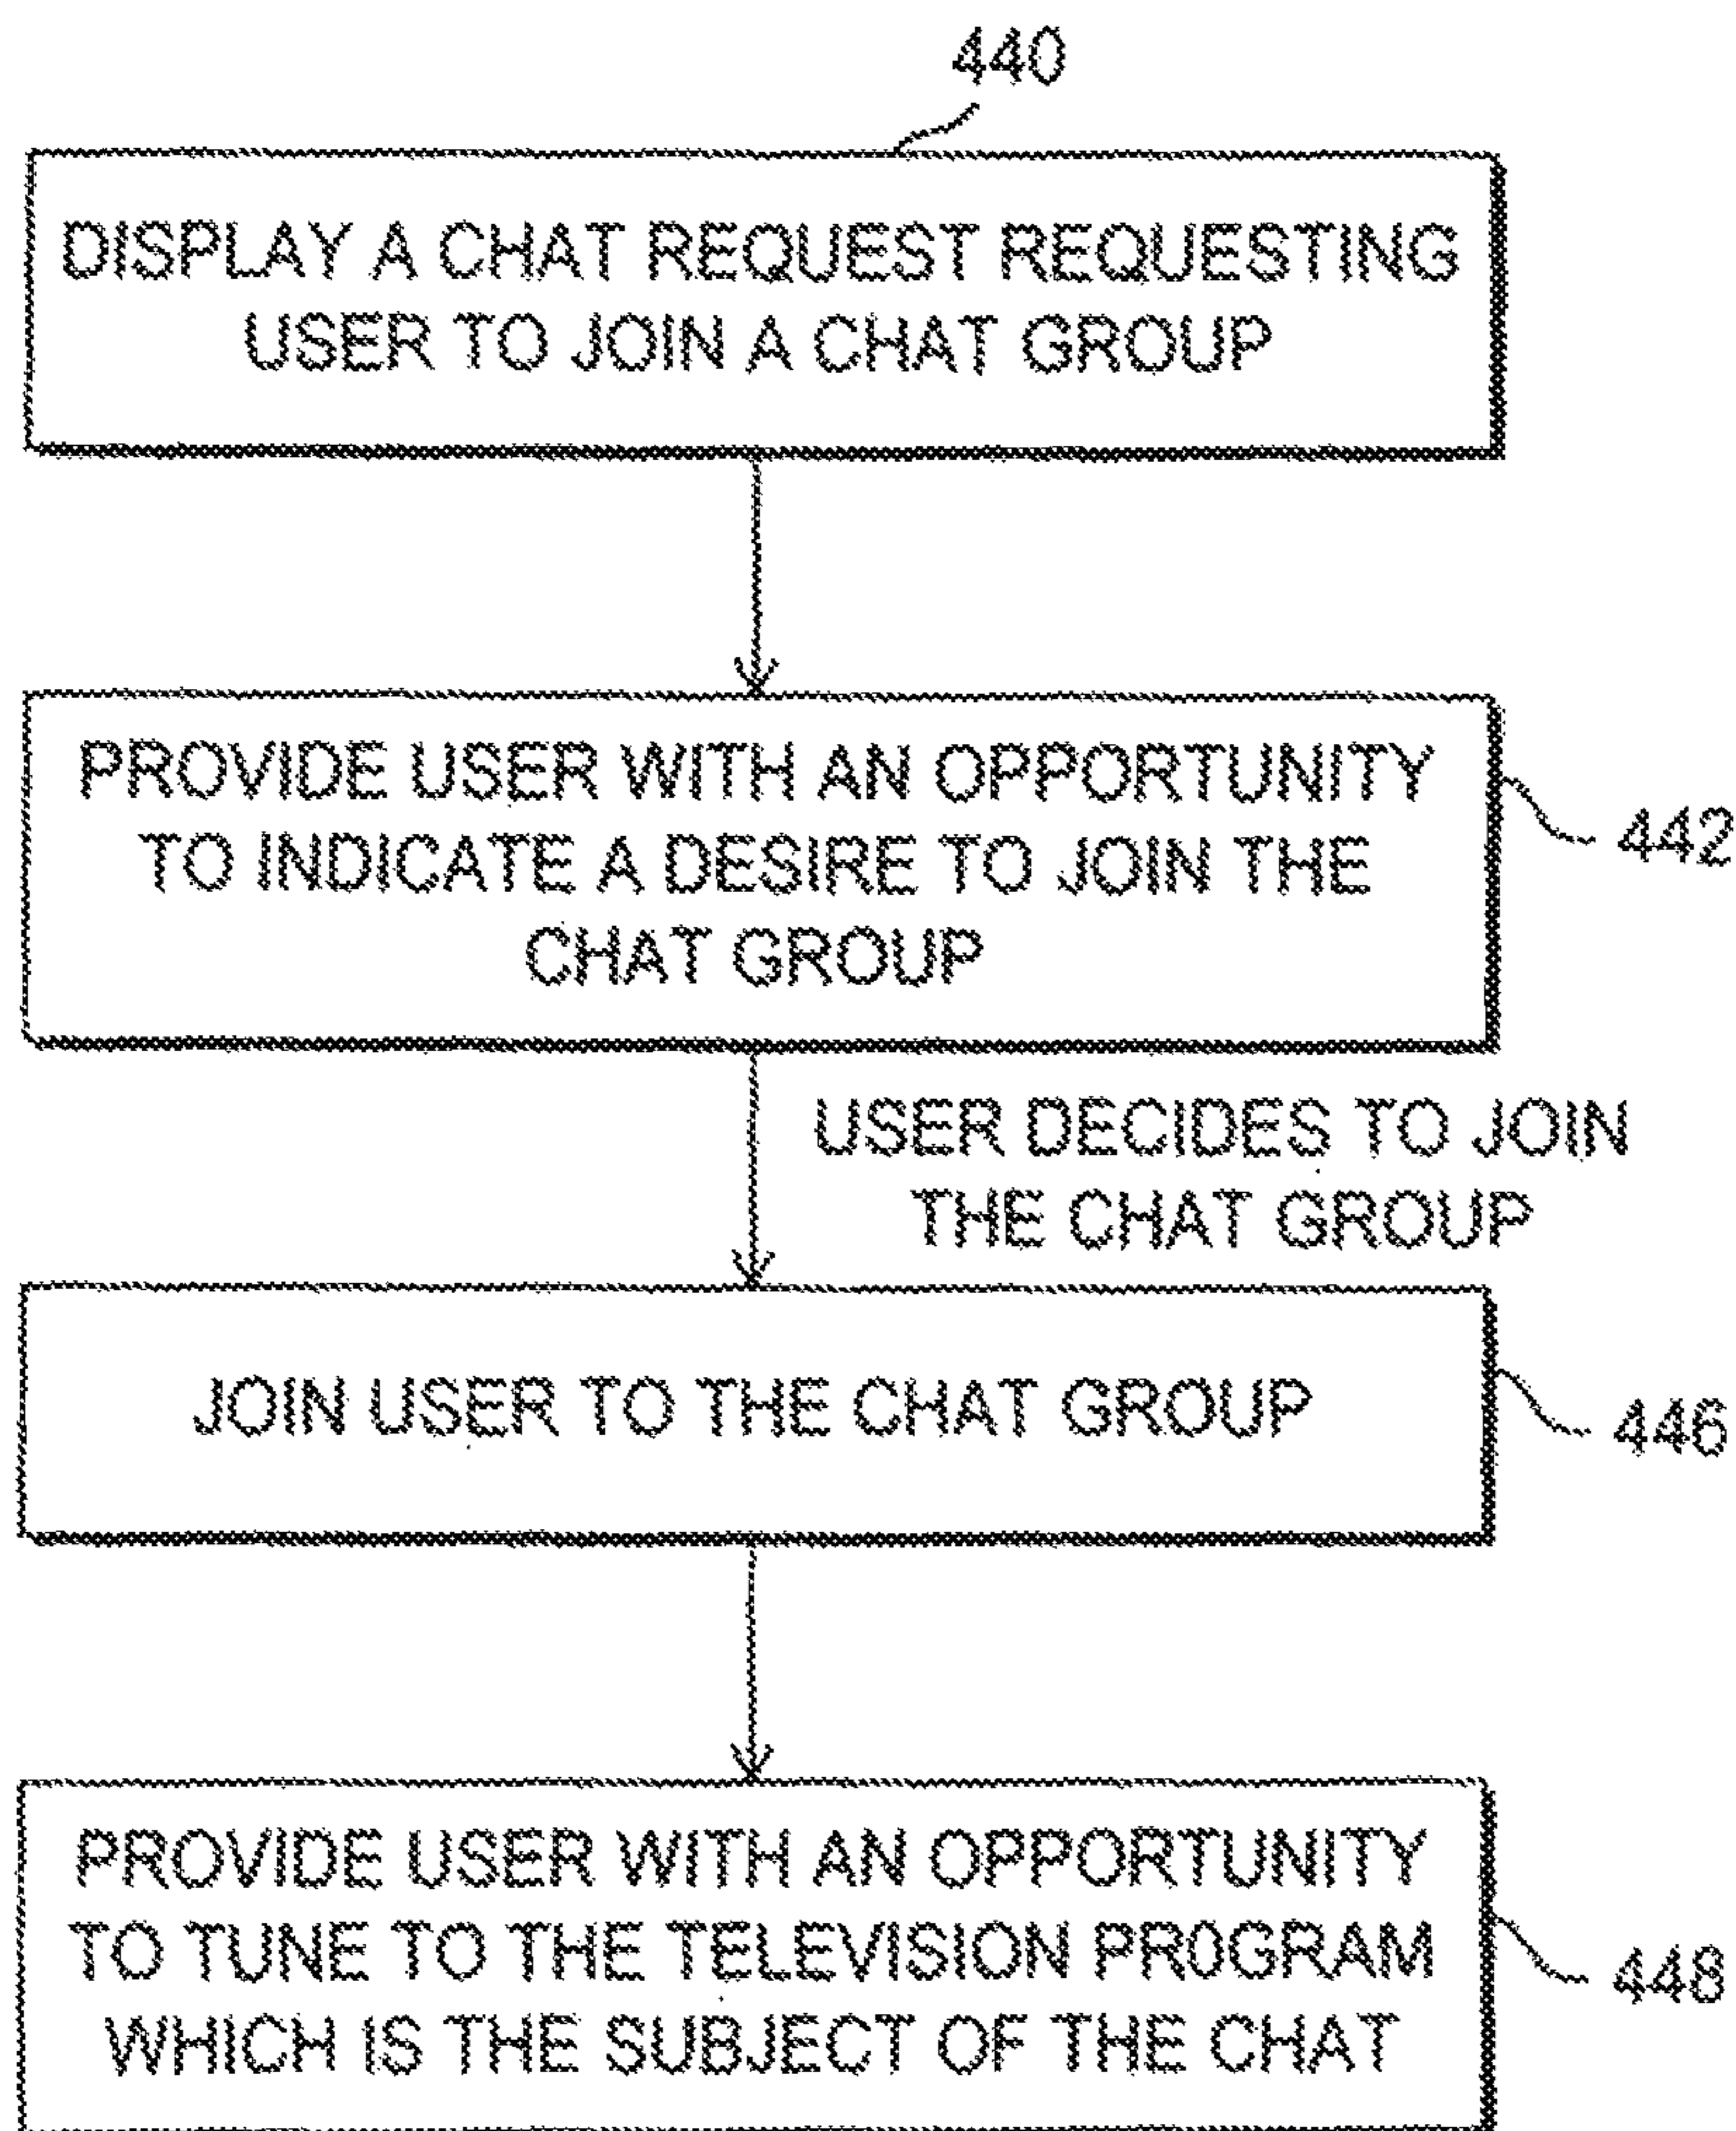 440
DISPLAY A CHAT REQUEST REQUESTING
USER TO JOIN A CHAT GROUP
PROVIDE USER WITH AN OPPORTUNITY
TO INDICATE A DESIRE TO JOIN THE
CHAT GROUP
442
USER DECIDES TO JOIN
THE CHAT GROUP
JOIN USER TO THE CHAT GROUP
446
PROVIDE USER WITH AN OPPORTUNITY
TO TUNE TO THE TELEVISION PROGRAM
WHICH IS THE SUBJECT OF THE CHAT
448